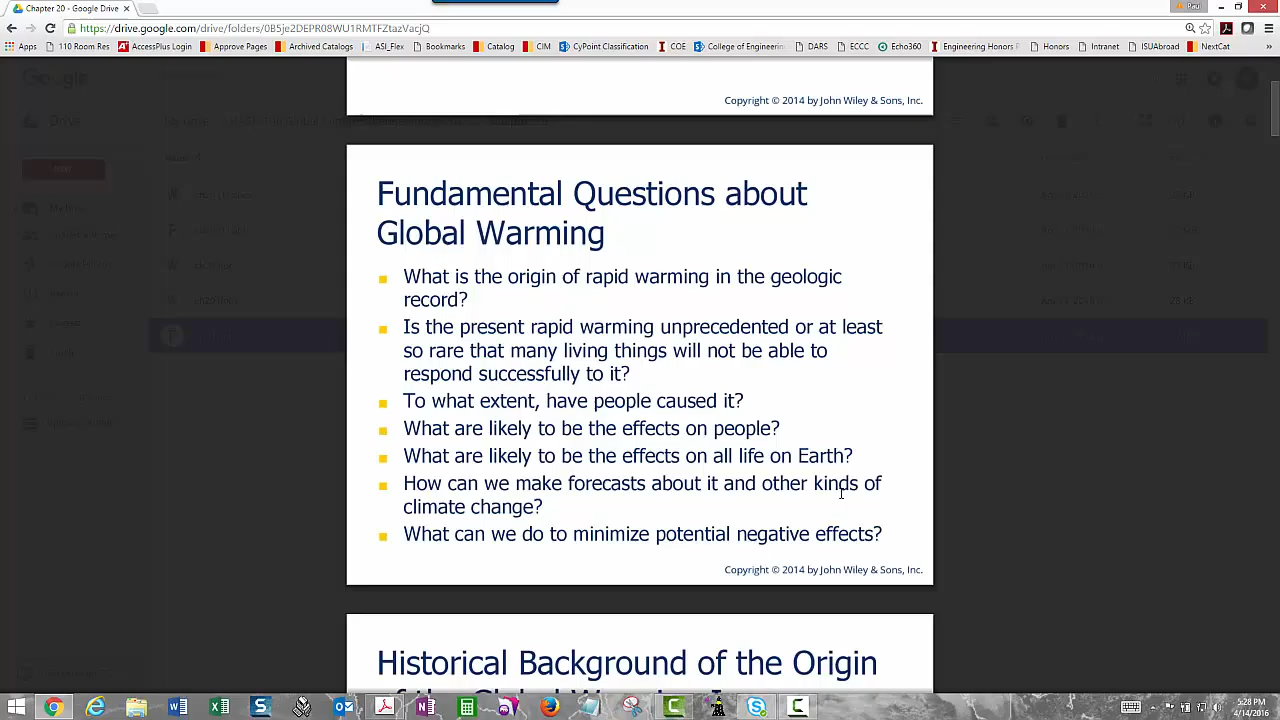 Chapter 20 - Google Drive
Paul
https://drive.google.com/drive/folders/0B5je2DEPR08WU1RMTFZtazVacjQ
Apps 110 Room Res AccessPlus Login Approve Pages Archived Catalogs ASI_Flex Bookmarks Catalog CIM CyPoint Classification COE College of Engineerin DMGS ECCC Echo360 Engineering Honors F Honors Intranet ISUAbroad NextCat
Google
Drive
Copyright © 2014 by John Wiley & Sons, Inc.
Fundamental Questions about
Global Warming
What is the origin of rapid warming in the geologic
record?
Is the present rapid warming unprecedented or at least
so rare that many living things will not be able to
respond successfully to it?
To what extent, have people caused it?
What are likely to be the effects on people?
What are likely to be the effects on all life on Earth?
How can we make forecasts about it and other kinds of
climate change?
What can we do to minimize potential negative effects?
Copyright © 2014 by John Wiley & Sons, Inc.
Historical Background of the Origin
5:28 PM
4/14/2016